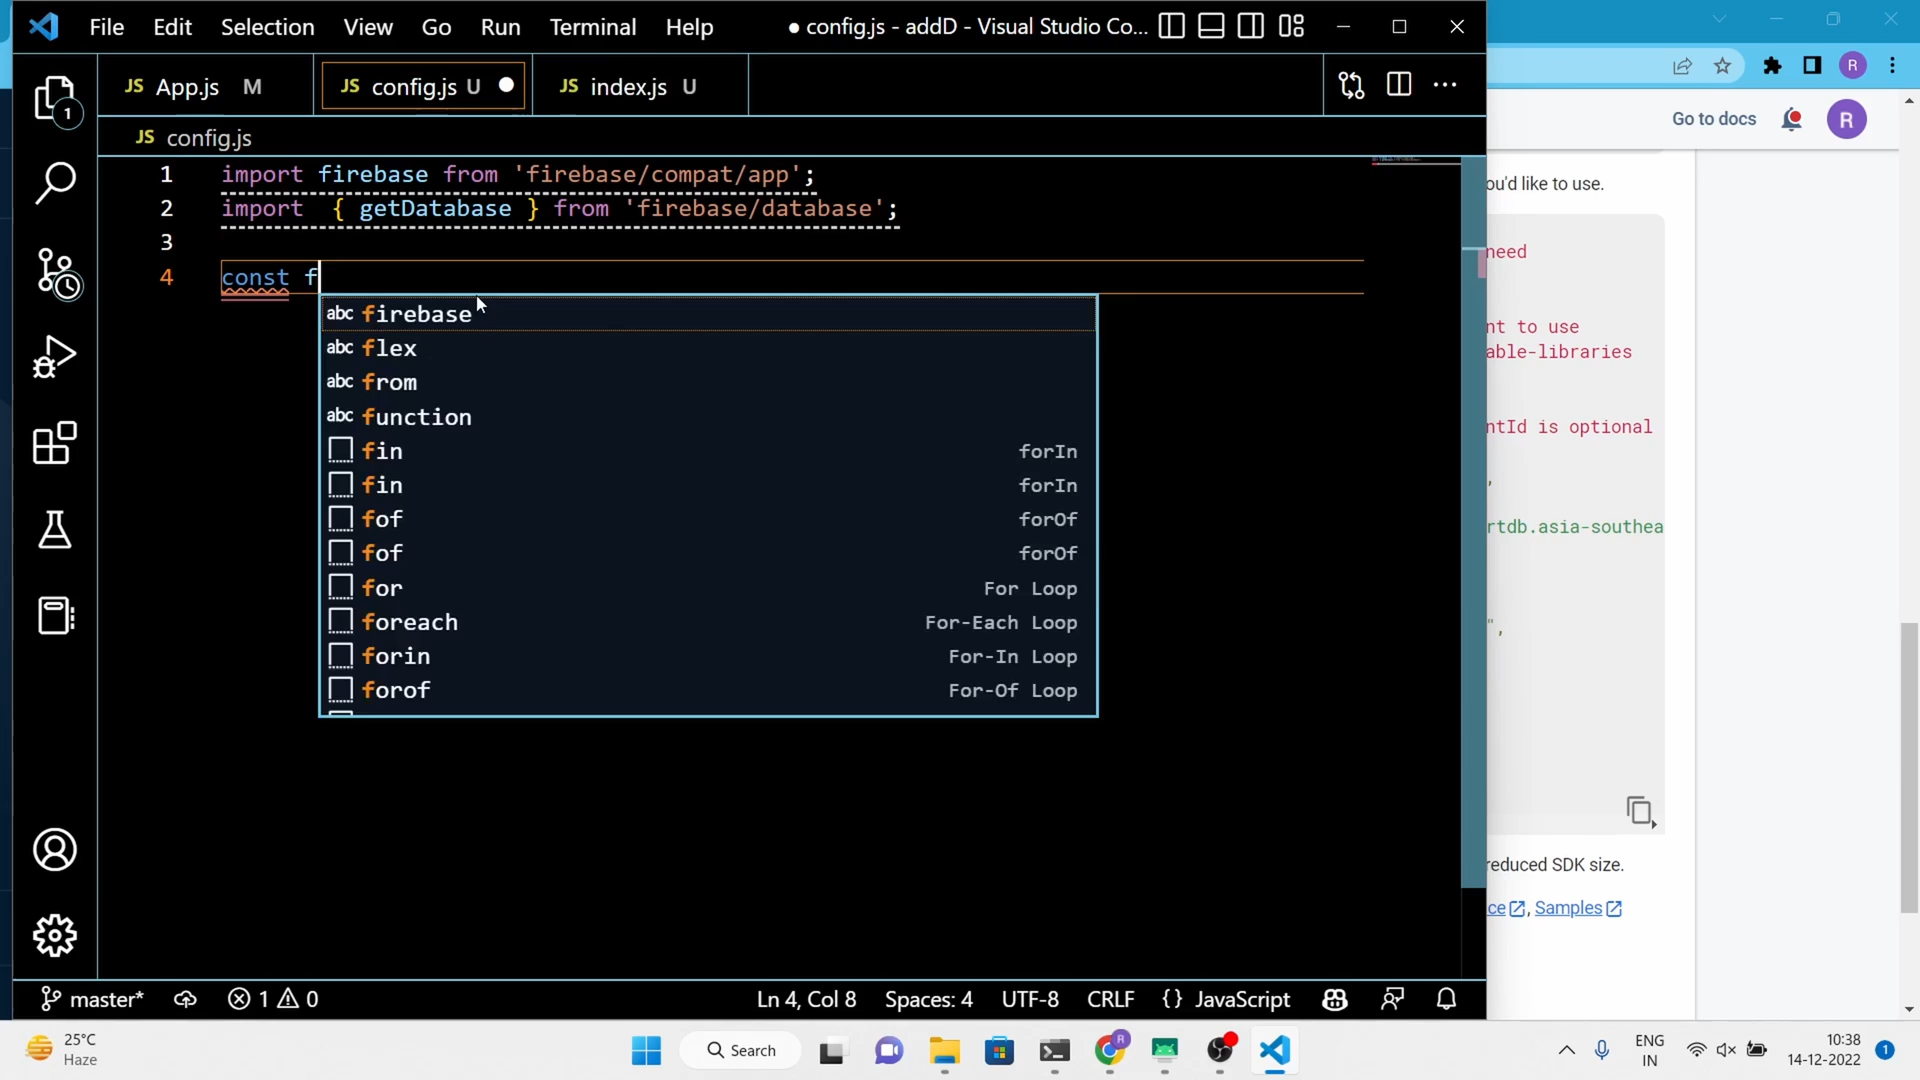 File Edit Selection View Go Run Terminal Help ● config.js - addD - Visual Studio Co...
JS App.js M JS config.js U JS index.js U
JS config.js
1 import firebase from 'firebase/compat/app';
2 import { getDatabase } from 'firebase/database';
3
4 const f
abc firebase
abc flex
abc from
abc function
fin forIn
fin forIn
fof forOf
fof forOf
for For Loop
foreach For-Each Loop
forin For-In Loop
forof For-Of Loop
1
master* 1 0 Ln 4, Col 8 Spaces: 4 UTF-8 CRLF {} JavaScript
R
Go to docs R
ou'd like to use.
need
nt to use
able-libraries
ntId is optional
",
rtdb.asia-southea
",
reduced SDK size.
ce, Samples
25°C
Haze
Search
R
ENG
IN
10:38
14-12-2022
1